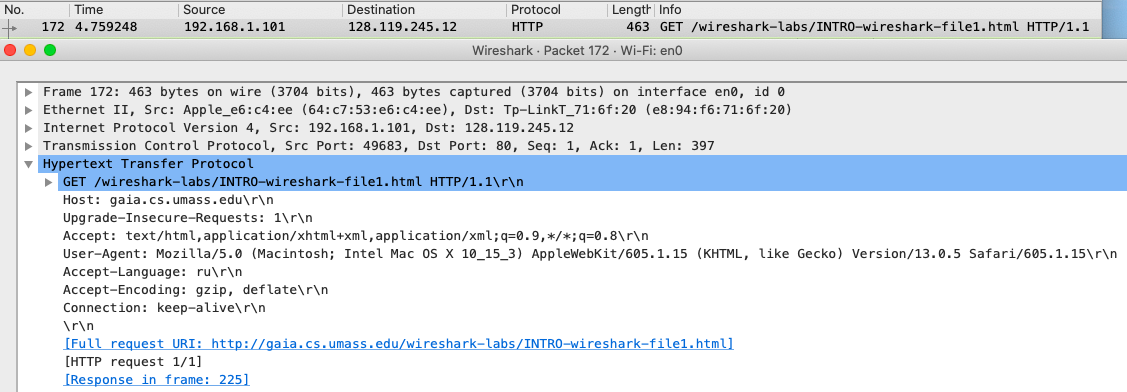 No. Time Source Destination Protocol Length Info
172 4.759248 192.168.1.101 128.119.245.12 HTTP 463 GET /wireshark-labs/INTRO-wireshark-file1.html HTTP/1.1
Wireshark · Packet 172 · Wi-Fi: en0
Frame 172: 463 bytes on wire (3704 bits), 463 bytes captured (3704 bits) on interface en0, id 0
Ethernet II, Src: Apple_e6:c4:ee (64:c7:53:e6:c4:ee), Dst: Tp-LinkT_71:6f:20 (e8:94:f6:71:6f:20)
Internet Protocol Version 4, Src: 192.168.1.101, Dst: 128.119.245.12
Transmission Control Protocol, Src Port: 49683, Dst Port: 80, Seq: 1, Ack: 1, Len: 397
Hypertext Transfer Protocol
GET /wireshark-labs/INTRO-wireshark-file1.html HTTP/1.1\r\n
Host: gaia.cs.umass.edu\r\n
Upgrade-Insecure-Requests: 1\r\n
Accept: text/html,application/xhtml+xml,application/xml;q=0.9,*/*;q=0.8\r\n
User-Agent: Mozilla/5.0 (Macintosh; Intel Mac OS X 10_15_3) AppleWebKit/605.1.15 (KHTML, like Gecko) Version/13.0.5 Safari/605.1.15\r\n
Accept-Language: ru\r\n
Accept-Encoding: gzip, deflate\r\n
Connection: keep-alive\r\n
\r\n
[Full request URI: http://gaia.cs.umass.edu/wireshark-labs/INTRO-wireshark-file1.html]
[HTTP request 1/1]
[Response in frame: 225]